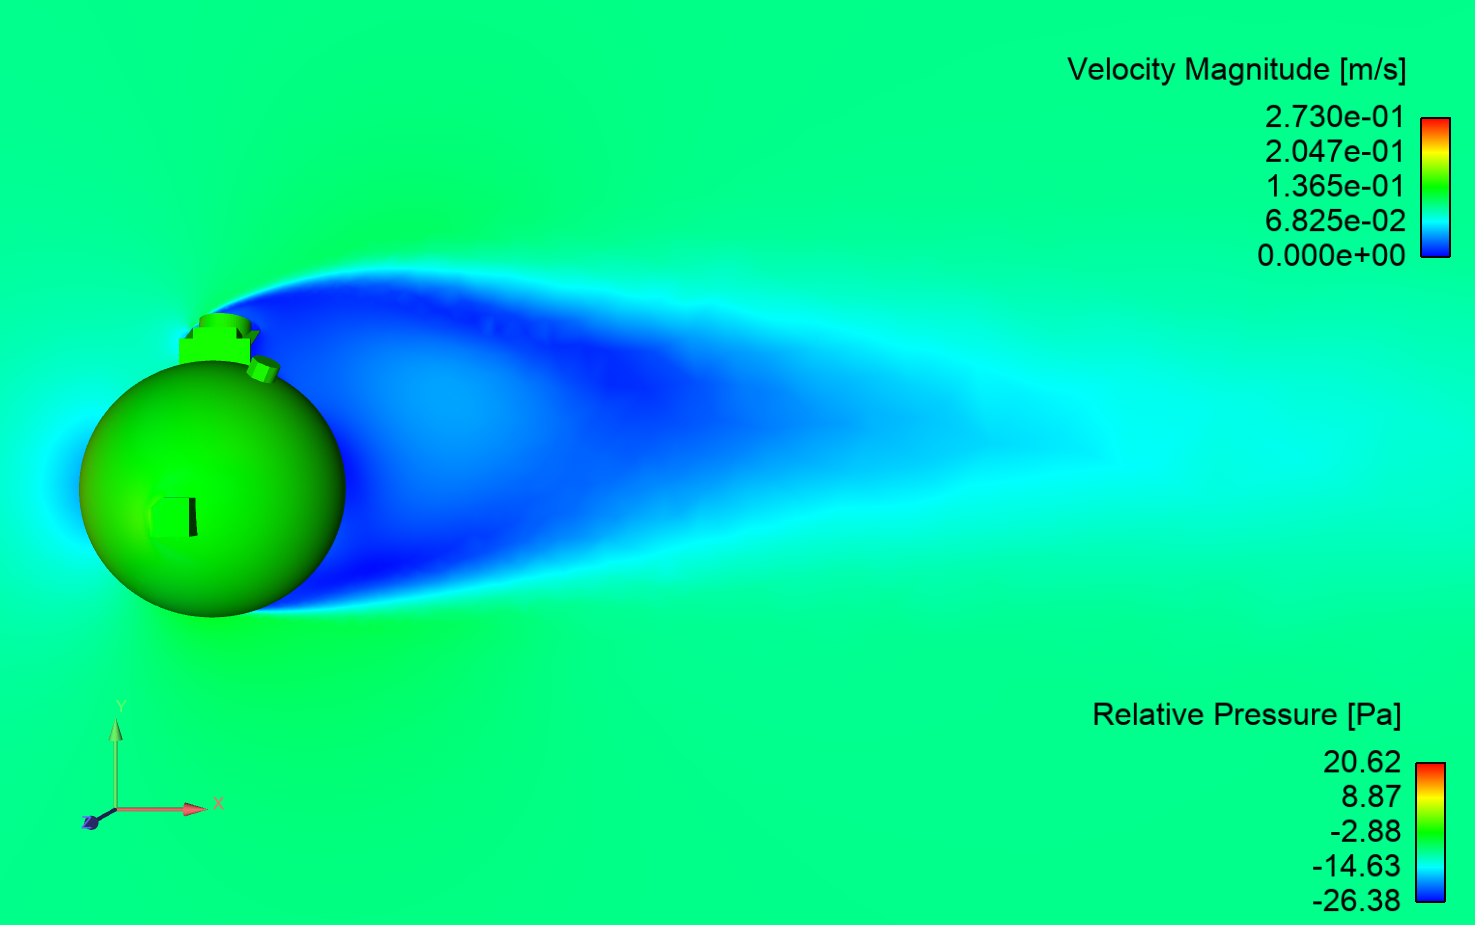 Velocity Magnitude [m/s]
2.730e-01
2.047e-01
1.365e-01
6.825e-02
0.000e+00
Y
X
Z
Relative Pressure [Pa]
20.62
8.87
-2.88
-14.63
-26.38